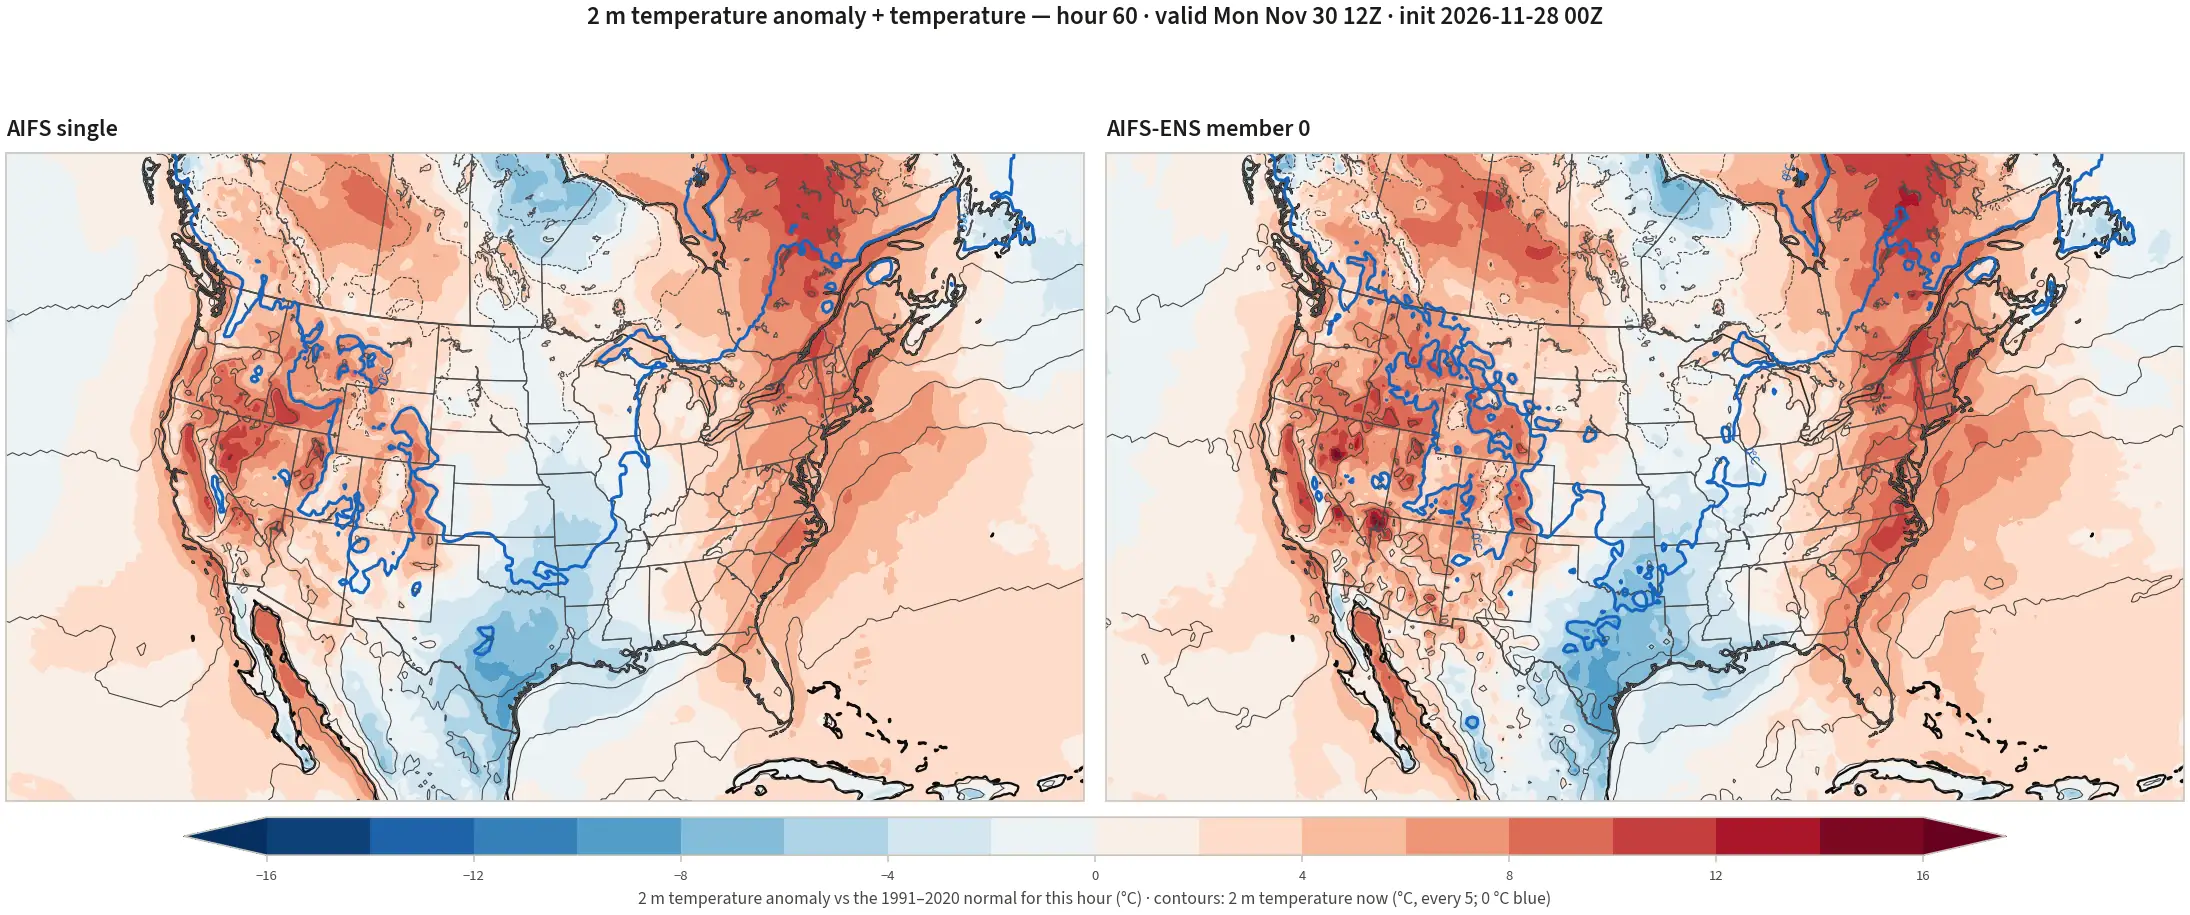 2 m temperature anomaly + temperature — hour 60 · valid Mon Nov 30 12Z · init 2026-11-28 00Z
AIFS single
AIFS-ENS member 0
−16 −12 −8 −4 0 4 8 12 16
2 m temperature anomaly vs the 1991–2020 normal for this hour (°C) · contours: 2 m temperature now (°C, every 5; 0 °C blue)